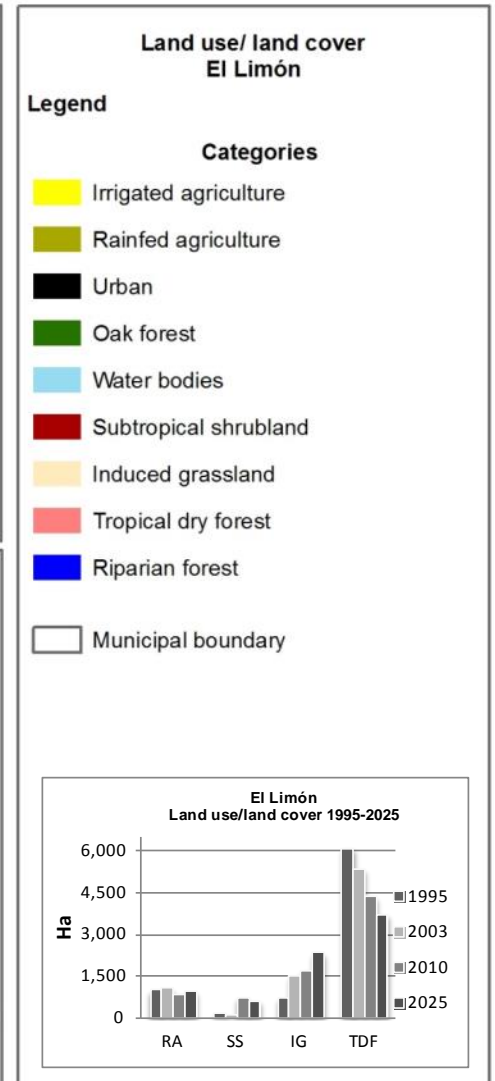 Land use/ land cover
El Limón
Legend
Categories
Irrigated agriculture
Rainfed agriculture
Urban
Oak forest
Water bodies
Subtropical shrubland
Induced grassland
Tropical dry forest
Riparian forest
Municipal boundary
El Limón
Land use/land cover 1995-2025
Ha
6,000
4,500
3,000
1,500
0
RA SS IG TDF
1995
2003
2010
2025